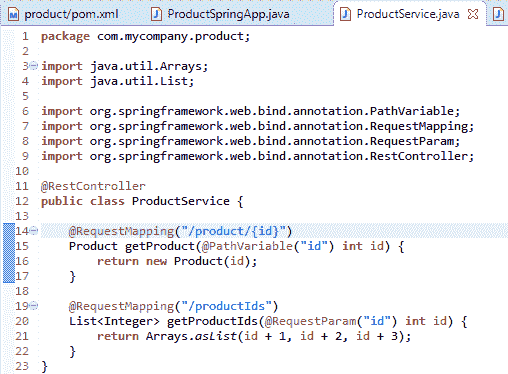 product/pom.xml ProductSpringApp.java ProductService.java
1 package com.mycompany.product;
2
3 import java.util.Arrays;
4 import java.util.List;
5
6 import org.springframework.web.bind.annotation.PathVariable;
7 import org.springframework.web.bind.annotation.RequestMapping;
8 import org.springframework.web.bind.annotation.RequestParam;
9 import org.springframework.web.bind.annotation.RestController;
10
11 @RestController
12 public class ProductService {
13
14     @RequestMapping("/product/{id}")
15     Product getProduct(@PathVariable("id") int id) {
16         return new Product(id);
17     }
18
19     @RequestMapping("/productIds")
20     List<Integer> getProductIds(@RequestParam("id") int id) {
21         return Arrays.asList(id + 1, id + 2, id + 3);
22     }
23 }